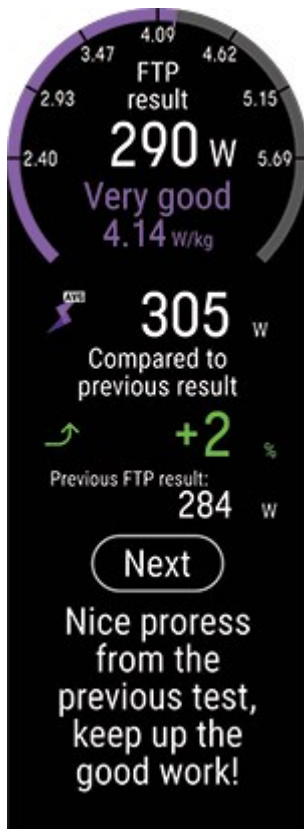 4.09
3.47
4.62
FTP
result
2.93
5.15
290 W
2.40
5.69
Very good
4.14 W/kg
AVG
305 W
Compared to
previous result
+2 %
Previous FTP result:
284 W
Next
Nice proress
from the
previous test,
keep up the
good work!